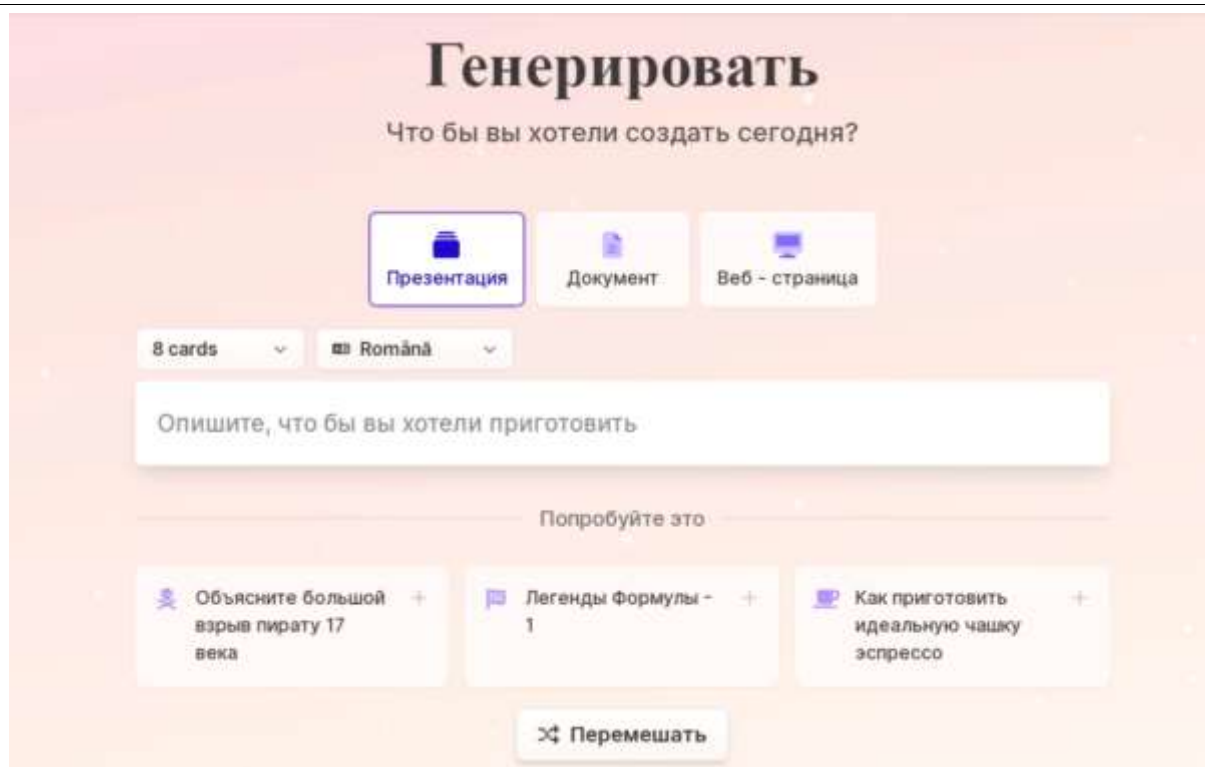 Генерировать
Что бы вы хотели создать сегодня?
Презентация
Документ
Веб - страница
8 cards
Română
Опишите, что бы вы хотели приготовить
Попробуйте это
Объясните большой
взрыв пирату 17
века
Легенды Формулы -
1
Как приготовить
идеальную чашку
эспрессо
Перемешать